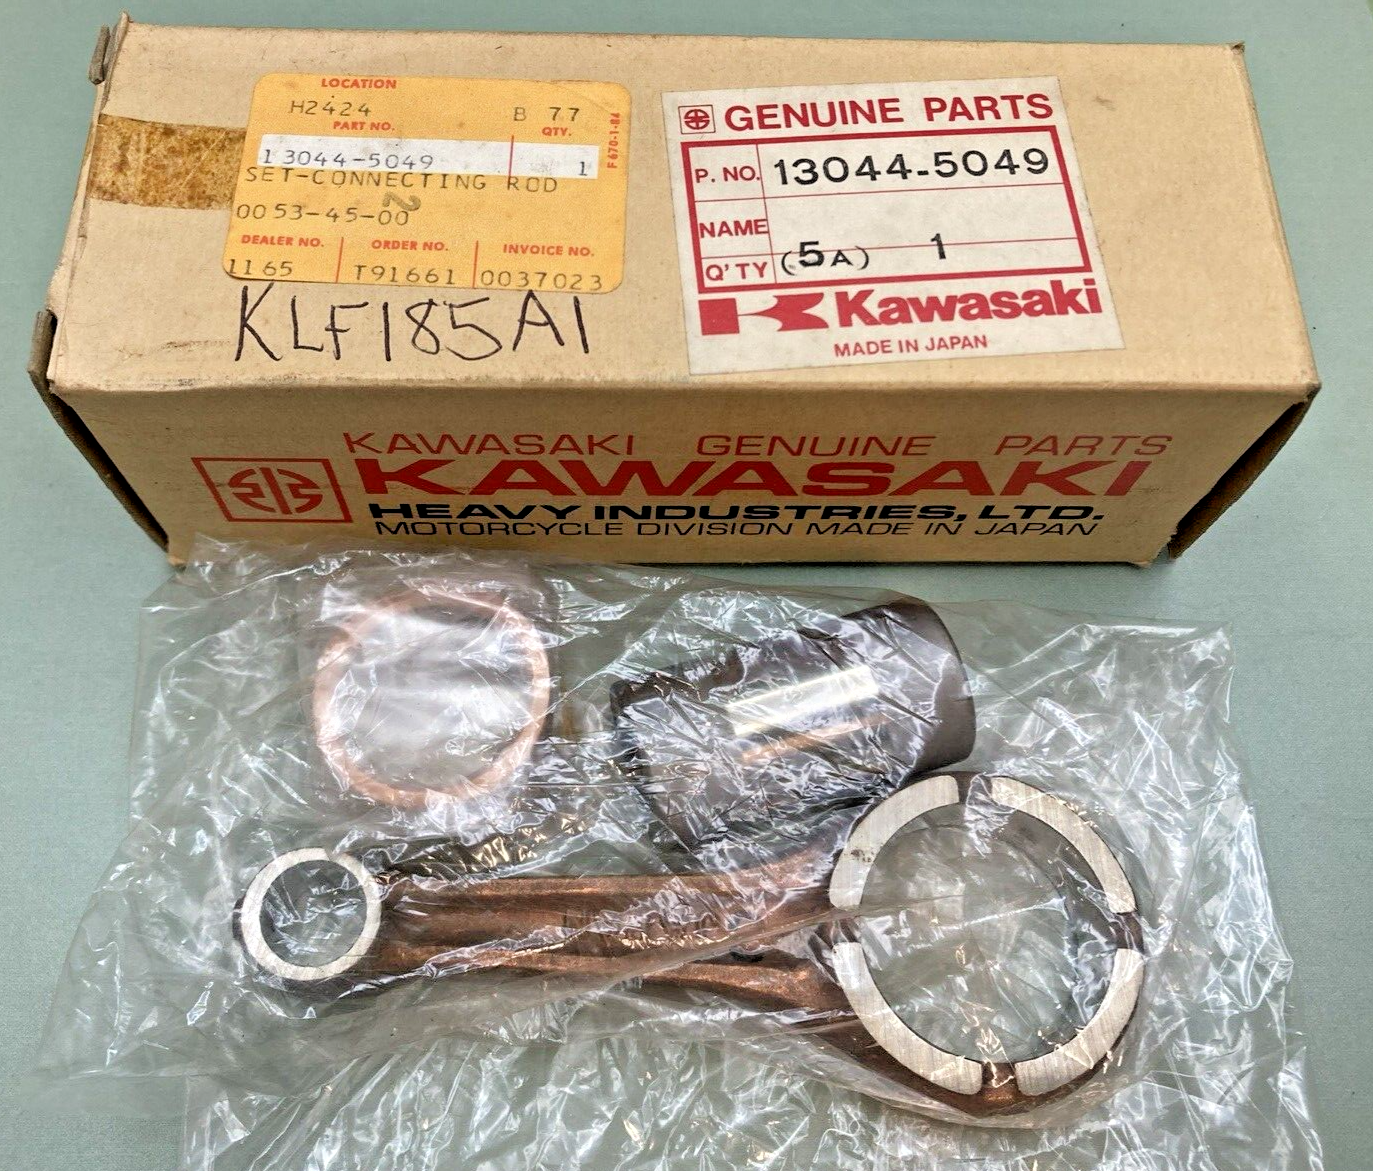 LOCATION
H2424 B 77
PART NO. QTY.
13044-5049 1
SET-CONNECTING ROD
2
0053-45-00
DEALER NO. ORDER NO. INVOICE NO.
1165 T91661 0037023
F670-1-84
KLF185A1
GENUINE PARTS
P. NO. 13044-5049
NAME
Q'TY (5A) 1
Kawasaki
MADE IN JAPAN
KAWASAKI GENUINE PARTS
KAWASAKI
HEAVY INDUSTRIES, LTD.
MOTORCYCLE DIVISION MADE IN JAPAN